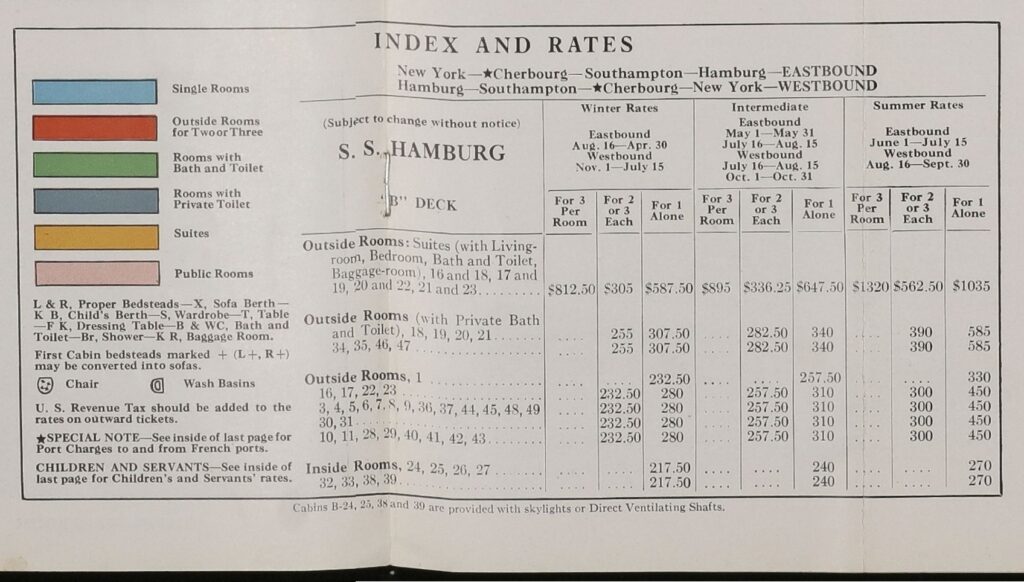 INDEX AND RATES
New York—★Cherbourg—Southampton—Hamburg—EASTBOUND
Hamburg—Southampton—★Cherbourg—New York—WESTBOUND
Single Rooms
Outside Rooms
for Two or Three
Rooms with
Bath and Toilet
Rooms with
Private Toilet
Suites
Public Rooms
L & R, Proper Bedsteads—X, Sofa Berth—
K B, Child's Berth—S, Wardrobe—T, Table
—F K, Dressing Table—B & WC, Bath and
Toilet—Br, Shower—K R, Baggage Room.
First Cabin bedsteads marked + (L+, R+)
may be converted into sofas.
Chair Wash Basins
U. S. Revenue Tax should be added to the
rates on outward tickets.
★SPECIAL NOTE—See inside of last page for
Port Charges to and from French ports.
CHILDREN AND SERVANTS—See inside of
last page for Children's and Servants' rates.
(Subject to change without notice)
S. S. HAMBURG
"B" DECK
Winter Rates
Eastbound
Aug. 16—Apr. 30
Westbound
Nov. 1—July 15
Intermediate
Eastbound
May 1—May 31
July 16—Aug. 15
Westbound
July 16—Aug. 15
Oct. 1—Oct. 31
Summer Rates
Eastbound
June 1—July 15
Westbound
Aug. 16—Sept. 30
For 3 Per Room For 2 or 3 Each For 1 Alone For 3 Per Room For 2 or 3 Each For 1 Alone For 3 Per Room For 2 or 3 Each For 1 Alone
Outside Rooms: Suites (with Living-
room, Bedroom, Bath and Toilet,
Baggage-room), 16 and 18, 17 and
19, 20 and 22, 21 and 23......... $812.50 $305 $587.50 $895 $336.25 $647.50 $1320 $562.50 $1035
Outside Rooms (with Private Bath
and Toilet), 18, 19, 20, 21........ .... 255 307.50 .... 282.50 340 .... 390 585
34, 35, 46, 47.................. .... 255 307.50 .... 282.50 340 .... 390 585
Outside Rooms, 1 ................ .... .... 232.50 .... .... 257.50 .... .... 330
16, 17, 22, 23.................. .... 232.50 280 .... 257.50 310 .... 300 450
3, 4, 5, 6, 7, 8, 9, 36, 37, 44, 45, 48, 49 .... 232.50 280 .... 257.50 310 .... 300 450
30, 31........................ .... 232.50 280 .... 257.50 310 .... 300 450
10, 11, 28, 29, 40, 41, 42, 43........ .... 232.50 280 .... 257.50 310 .... 300 450
Inside Rooms, 24, 25, 26, 27 ....... .... .... 217.50 .... .... 240 .... .... 270
32, 33, 38, 39.................. .... .... 217.50 .... .... 240 .... .... 270
Cabins B-24, 25, 38 and 39 are provided with skylights or Direct Ventilating Shafts.